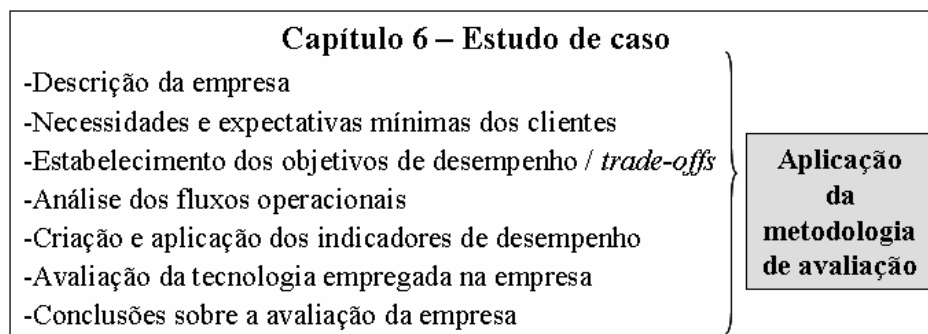 Capítulo 6 – Estudo de caso
-Descrição da empresa
-Necessidades e expectativas mínimas dos clientes
-Estabelecimento dos objetivos de desempenho / trade-offs
-Análise dos fluxos operacionais
-Criação e aplicação dos indicadores de desempenho
-Avaliação da tecnologia empregada na empresa
-Conclusões sobre a avaliação da empresa
Aplicação
da
metodologia
de avaliação